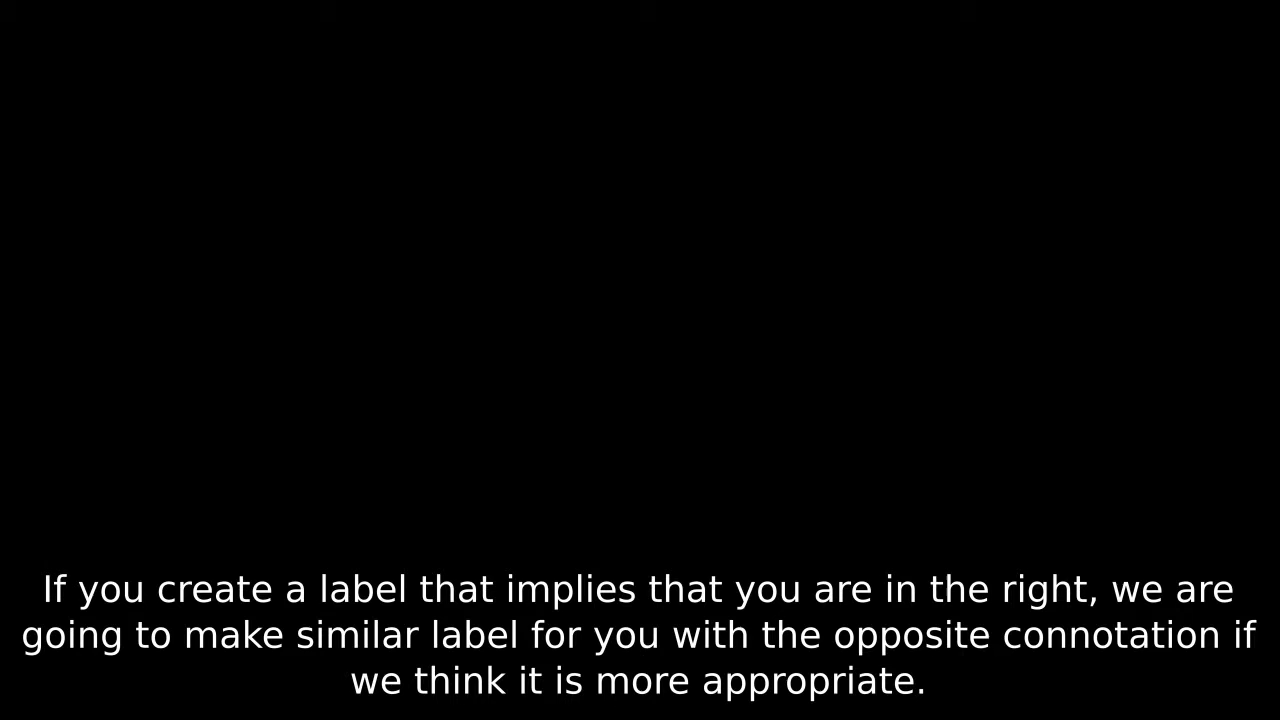 If you create a label that implies that you are in the right, we are
going to make similar label for you with the opposite connotation if
we think it is more appropriate.